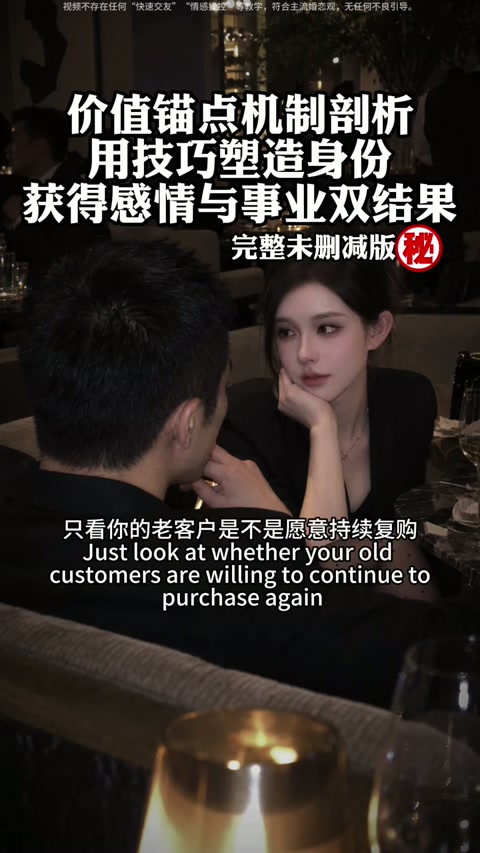 视频不存在任何“快速交友”“情感操控”等教学，符合主流婚恋观，无任何不良引导。
价值锚点机制剖析
用技巧塑造身份
获得感情与事业双结果
完整未删减版 秘
只看你的老客户是不是愿意持续复购
Just look at whether your old
customers are willing to continue to
purchase again